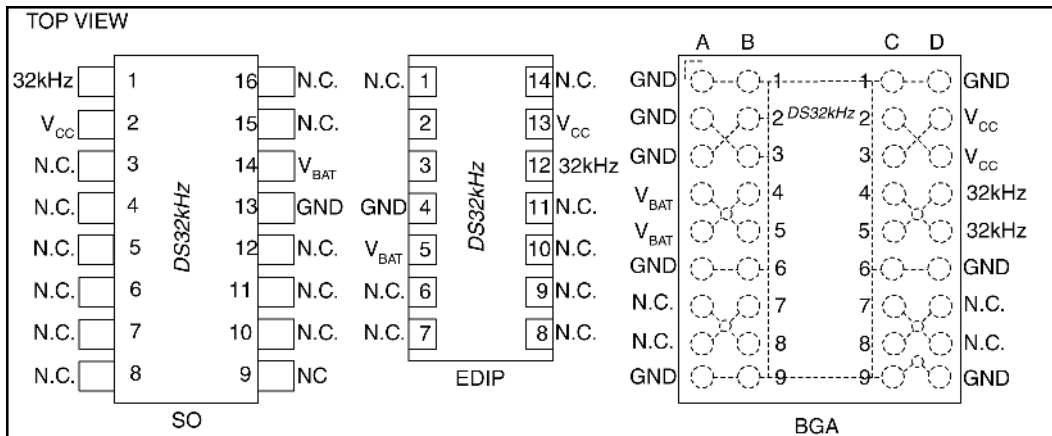 TOP VIEW
A B C D
32kHz 1 16 N.C.
VCC 2 15 N.C.
N.C. 3 14 VBAT
N.C. 4 13 GND
N.C. 5 12 N.C.
N.C. 6 11 N.C.
N.C. 7 10 N.C.
N.C. 8 9 NC
DS32kHz
SO
N.C. 1 14 N.C.
2 13 VCC
3 12 32kHz
GND 4 11 N.C.
VBAT 5 10 N.C.
N.C. 6 9 N.C.
N.C. 7 8 N.C.
DS32kHz
EDIP
GND 1 1 GND
GND 2 DS32kHz 2 VCC
GND 3 3 VCC
VBAT 4 4 32kHz
VBAT 5 5 32kHz
GND 6 6 GND
N.C. 7 7 N.C.
N.C. 8 8 N.C.
GND 9 9 GND
BGA